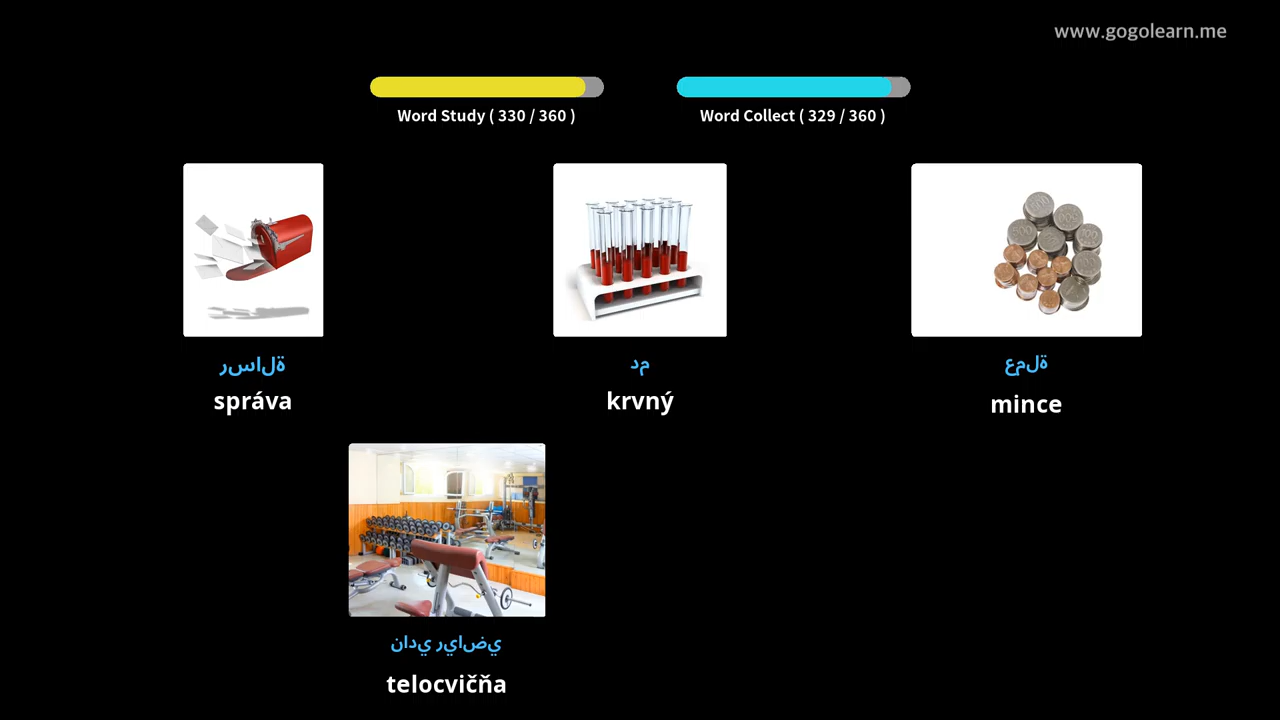 www.gogolearn.me
Word Study ( 330 / 360 )
Word Collect ( 329 / 360 )
رسالة
دم
عملة
správa
krvný
mince
نادي رياضي
telocvičňa